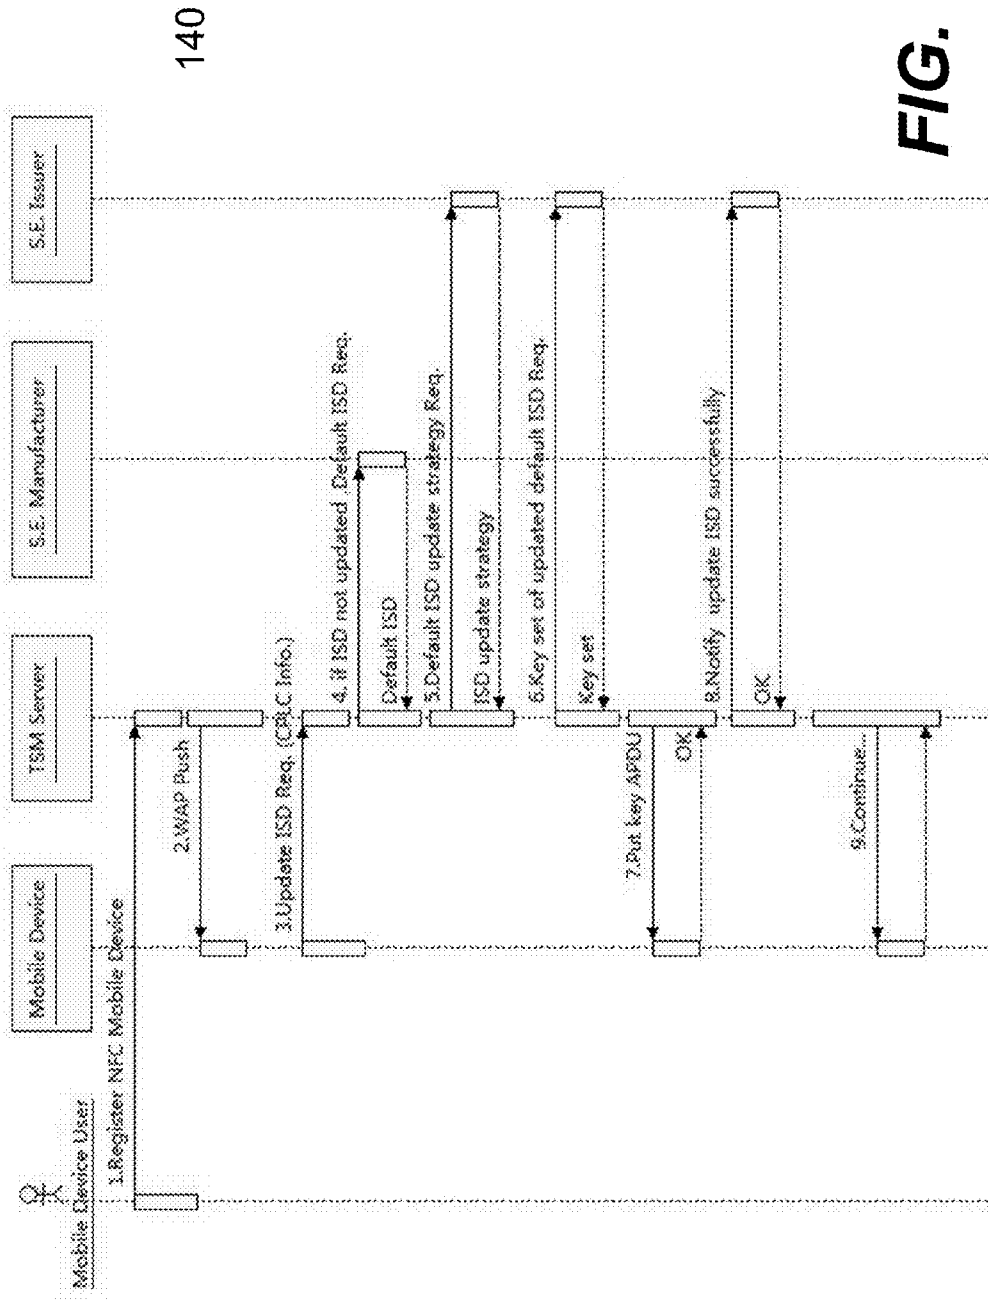 140
Mobile Device User
Mobile Device
TSM Server
S.E. Manufacturer
S.E. Issuer
1.Register NFC Mobile Device
2.WAP Push
3.Update ISD Req. (CPLC Info.)
4. if ISD not updated .Default ISD Req.
Default ISD
5.Default ISD update strategy Req.
ISD update strategy
6.Key set of updated default ISD Req.
Key set
7.Put key APDU
OK
8.Notify update ISD successfully
OK
9.Continue...
FIG.